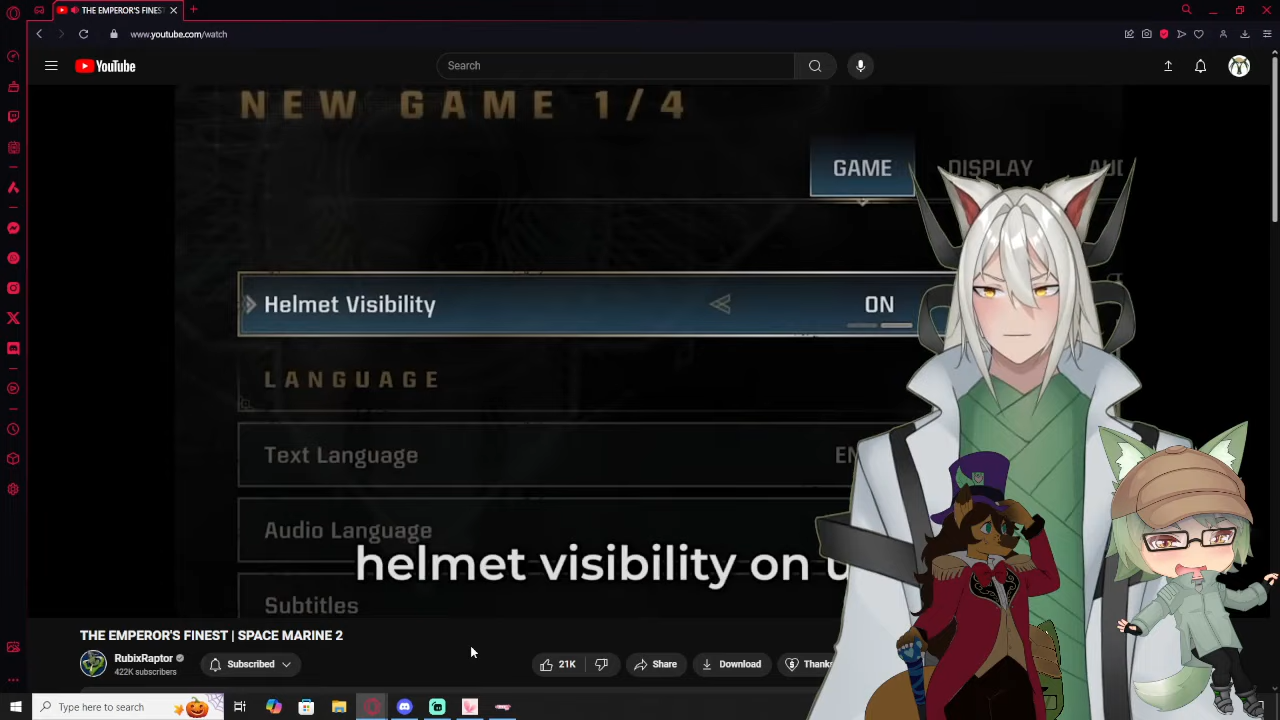 THE EMPEROR'S FINEST
www.youtube.com/watch
YouTube
Search
NEW GAME 1/4
GAME
DISPLAY
Helmet Visibility
ON
LANGUAGE
Text Language
Audio Language
helmet visibility on
Subtitles
THE EMPEROR'S FINEST | SPACE MARINE 2
RubixRaptor
422K subscribers
Subscribed
21K
Share
Download
Thanks
Type here to search